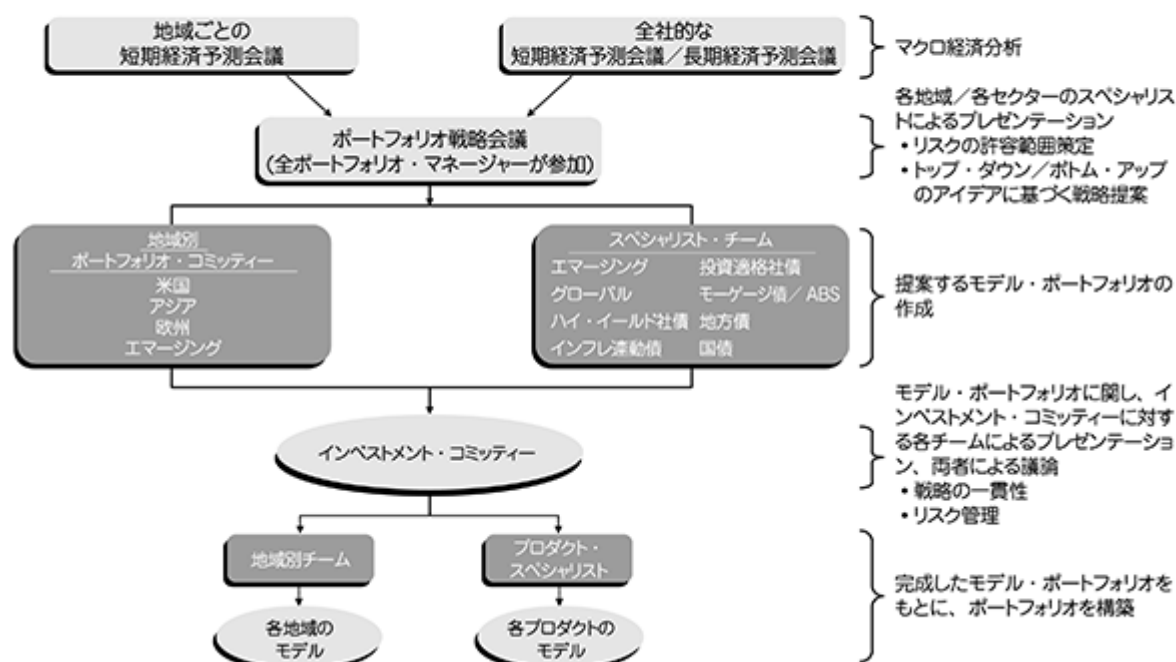 地域ごとの
短期経済予測会議
全社的な
短期経済予測会議／長期経済予測会議
マクロ経済分析
ポートフォリオ戦略会議
(全ポートフォリオ・マネージャーが参加)
各地域／各セクターのスペシャリス
トによるプレゼンテーション
・リスクの許容範囲策定
・トップ・ダウン／ボトム・アップ
のアイデアに基づく戦略提案
地域別
ポートフォリオ・コミッティー
米国
アジア
欧州
エマージング
スペシャリスト・チーム
エマージング 投資適格社債
グローバル モーゲージ債／ABS
ハイ・イールド社債 地方債
インフレ連動債 国債
提案するモデル・ポートフォリオの
作成
インベストメント・コミッティー
モデル・ポートフォリオに関し、イ
ンベストメント・コミッティーに対す
る各チームによるプレゼンテーショ
ン、両者による議論
・戦略の一貫性
・リスク管理
地域別チーム
プロダクト・
スペシャリスト
各地域の
モデル
各プロダクトの
モデル
完成したモデル・ポートフォリオを
もとに、ポートフォリオを構築